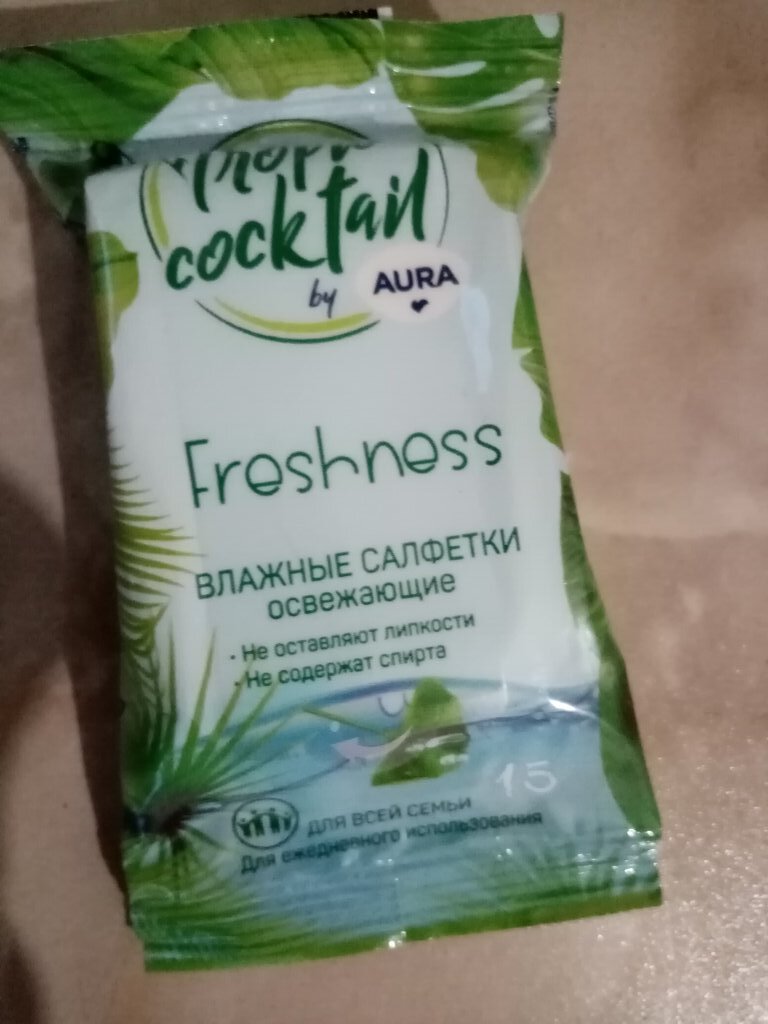 cocktail
by AURA
Freshness
ВЛАЖНЫЕ САЛФЕТКИ
освежающие
· Не оставляют липкости
· Не содержат спирта
15
ДЛЯ ВСЕЙ СЕМЬИ
Для ежедневного использования